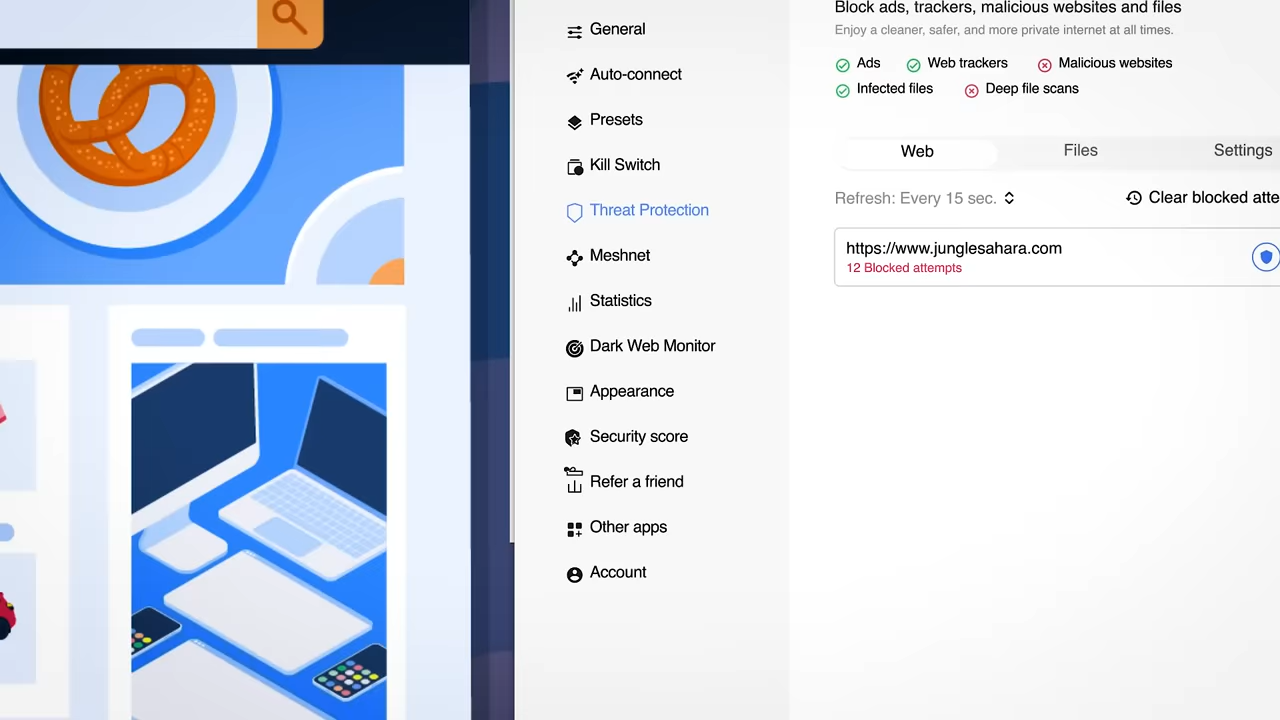 General
Auto-connect
Presets
Kill Switch
Threat Protection
Meshnet
Statistics
Dark Web Monitor
Appearance
Security score
Refer a friend
Other apps
Account
Block ads, trackers, malicious websites and files
Enjoy a cleaner, safer, and more private internet at all times.
Ads Web trackers Malicious websites
Infected files Deep file scans
Web Files Settings
Refresh: Every 15 sec. Clear blocked atte
https://www.junglesahara.com
12 Blocked attempts